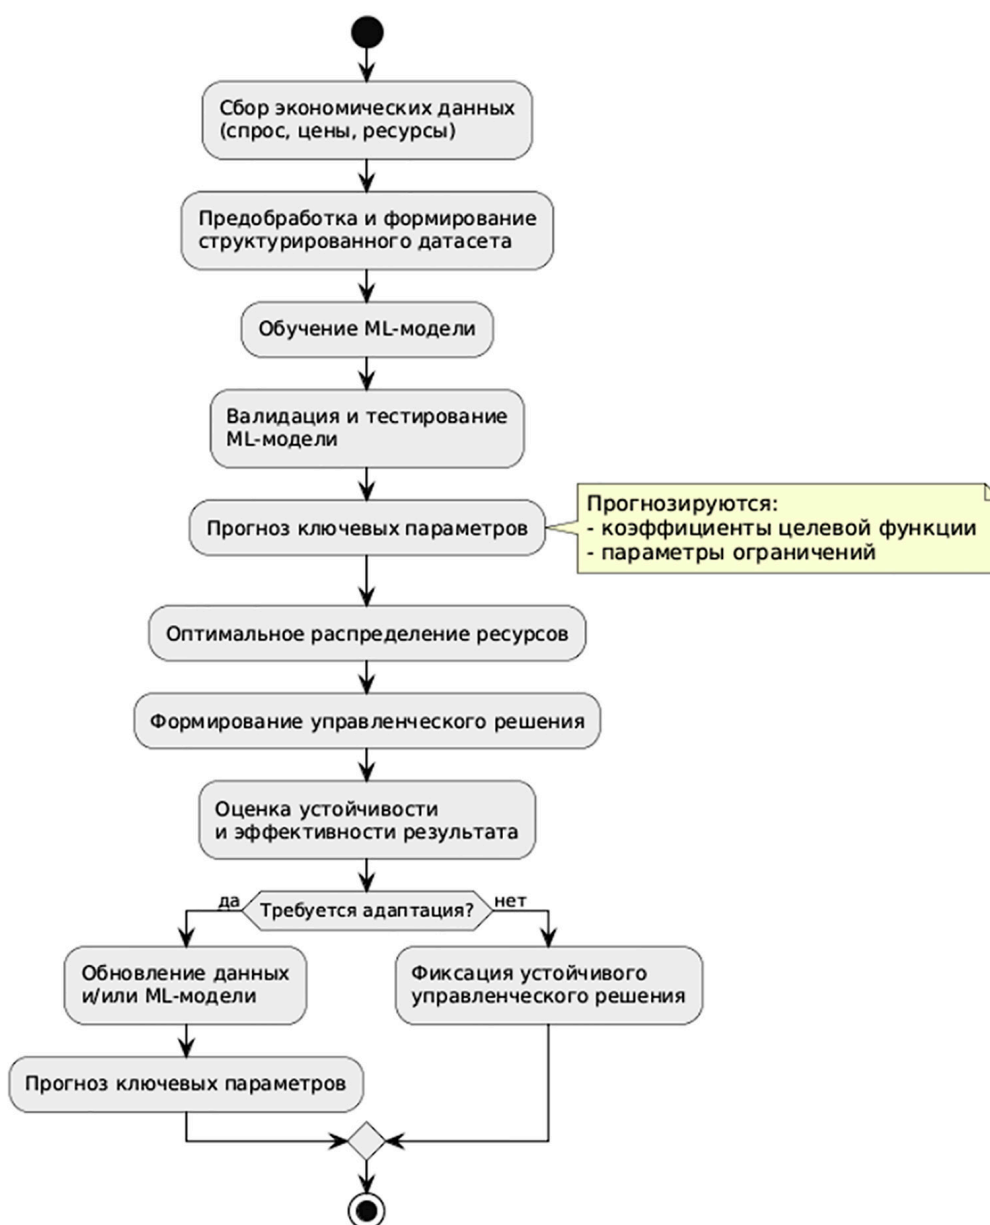 Сбор экономических данных
(спрос, цены, ресурсы)
Предобработка и формирование
структурированного датасета
Обучение ML-модели
Валидация и тестирование
ML-модели
Прогноз ключевых параметров
Прогнозируются:
- коэффициенты целевой функции
- параметры ограничений
Оптимальное распределение ресурсов
Формирование управленческого решения
Оценка устойчивости
и эффективности результата
да
Требуется адаптация?
нет
Обновление данных
и/или ML-модели
Фиксация устойчивого
управленческого решения
Прогноз ключевых параметров